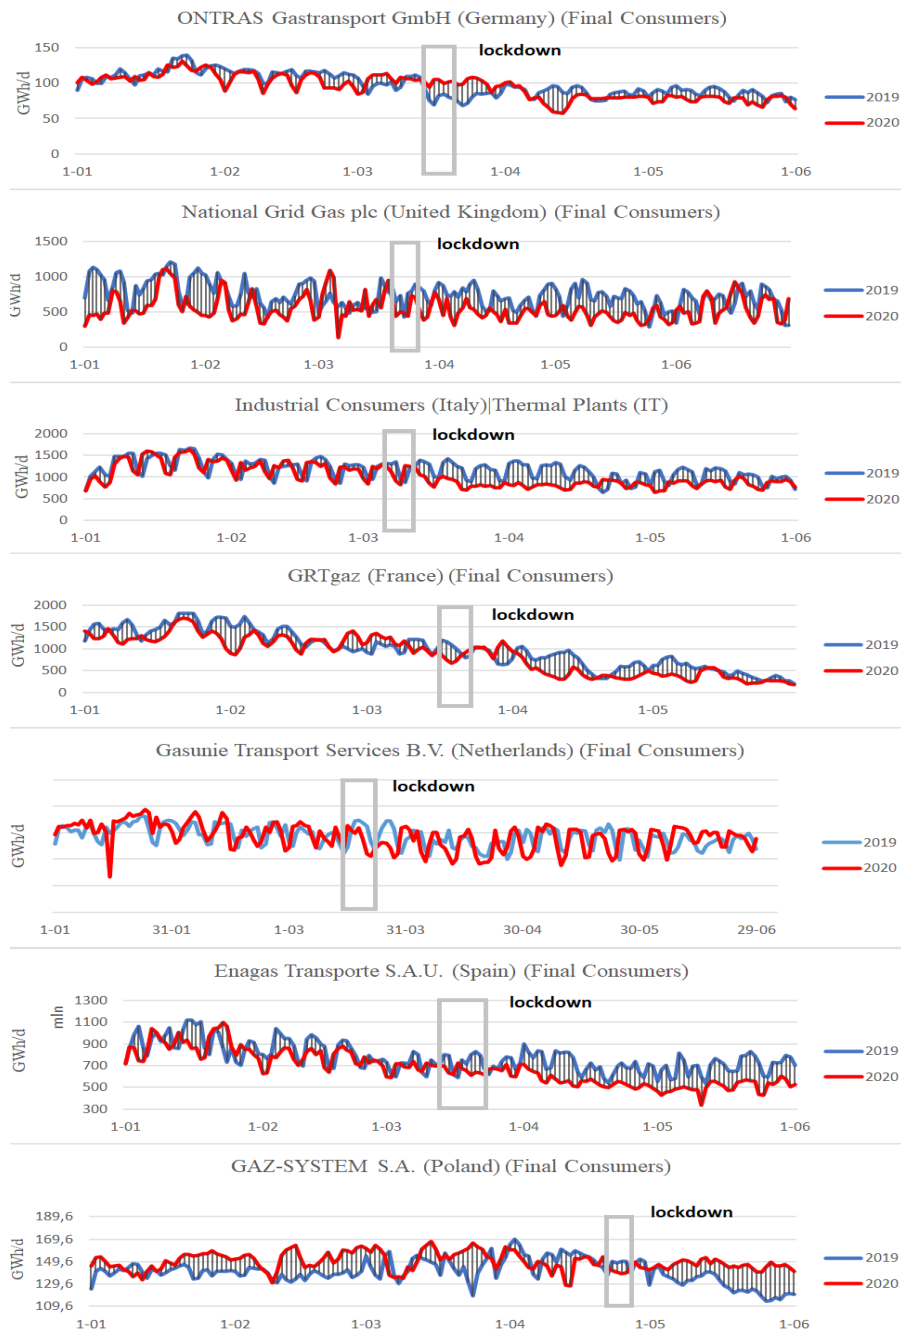 ONTRAS Gastransport GmbH (Germany) (Final Consumers)
lockdown
GWh/d
150
100
50
0
1-01 1-02 1-03 1-04 1-05 1-06
2019
2020
National Grid Gas plc (United Kingdom) (Final Consumers)
lockdown
GWh/d
1500
1000
500
0
1-01 1-02 1-03 1-04 1-05 1-06
2019
2020
Industrial Consumers (Italy)|Thermal Plants (IT)
lockdown
GWh/d
2000
1500
1000
500
0
1-01 1-02 1-03 1-04 1-05 1-06
2019
2020
GRTgaz (France) (Final Consumers)
lockdown
GWh/d
2000
1500
1000
500
0
1-01 1-02 1-03 1-04 1-05
2019
2020
Gasunie Transport Services B.V. (Netherlands) (Final Consumers)
lockdown
GWh/d
1-01 31-01 1-03 31-03 30-04 30-05 29-06
2019
2020
Enagas Transporte S.A.U. (Spain) (Final Consumers)
lockdown
GWh/d
mln
1300
1100
900
700
500
300
1-01 1-02 1-03 1-04 1-05 1-06
2019
2020
GAZ-SYSTEM S.A. (Poland) (Final Consumers)
lockdown
GWh/d
189,6
169,6
149,6
129,6
109,6
1-01 1-02 1-03 1-04 1-05 1-06
2019
2020